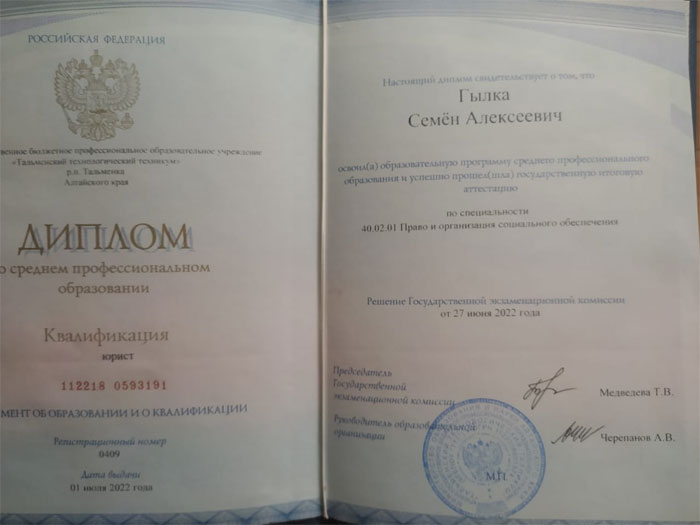 РОССИЙСКАЯ ФЕДЕРАЦИЯ
бюджетное профессиональное образовательное учреждение
«Тальменский технологический техникум»
р.п. Тальменка
Алтайского края
ДИПЛОМ
о среднем профессиональном
образовании
Квалификация
юрист
112218 0593191
ОБ ОБРАЗОВАНИИ И О КВАЛИФИКАЦИИ
Регистрационный номер
0409
Дата выдачи
01 июля 2022 года
Настоящий диплом свидетельствует о том, что
Гылка
Семён Алексеевич
освоил(а) образовательную программу среднего профессионального
образования и успешно прошел(шла) государственную итоговую
аттестацию
по специальности
40.02.01 Право и организация социального обеспечения
Решение Государственной экзаменационной комиссии
от 27 июня 2022 года
Председатель
Государственной
экзаменационной комиссии
Медведева Т.В.
Руководитель образовательной
организации
Черепанов А.В.
МП